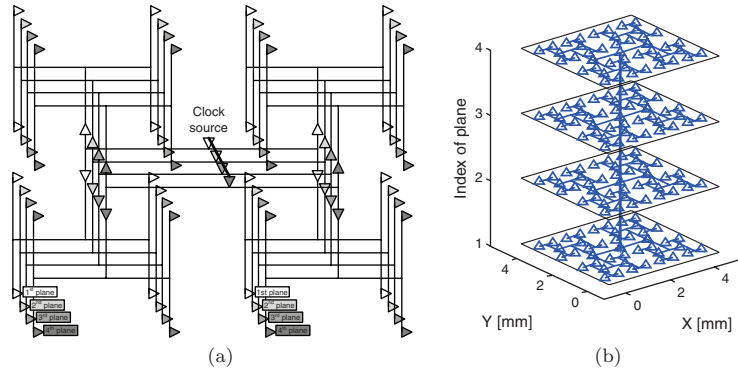 Clock
source
1st plane
2nd plane
3rd plane
4th plane
1st plane
2nd plane
3rd plane
4th plane
(a)
Index of plane
4
3
2
1
4
2
0
Y [mm]
0
2
4
X [mm]
(b)